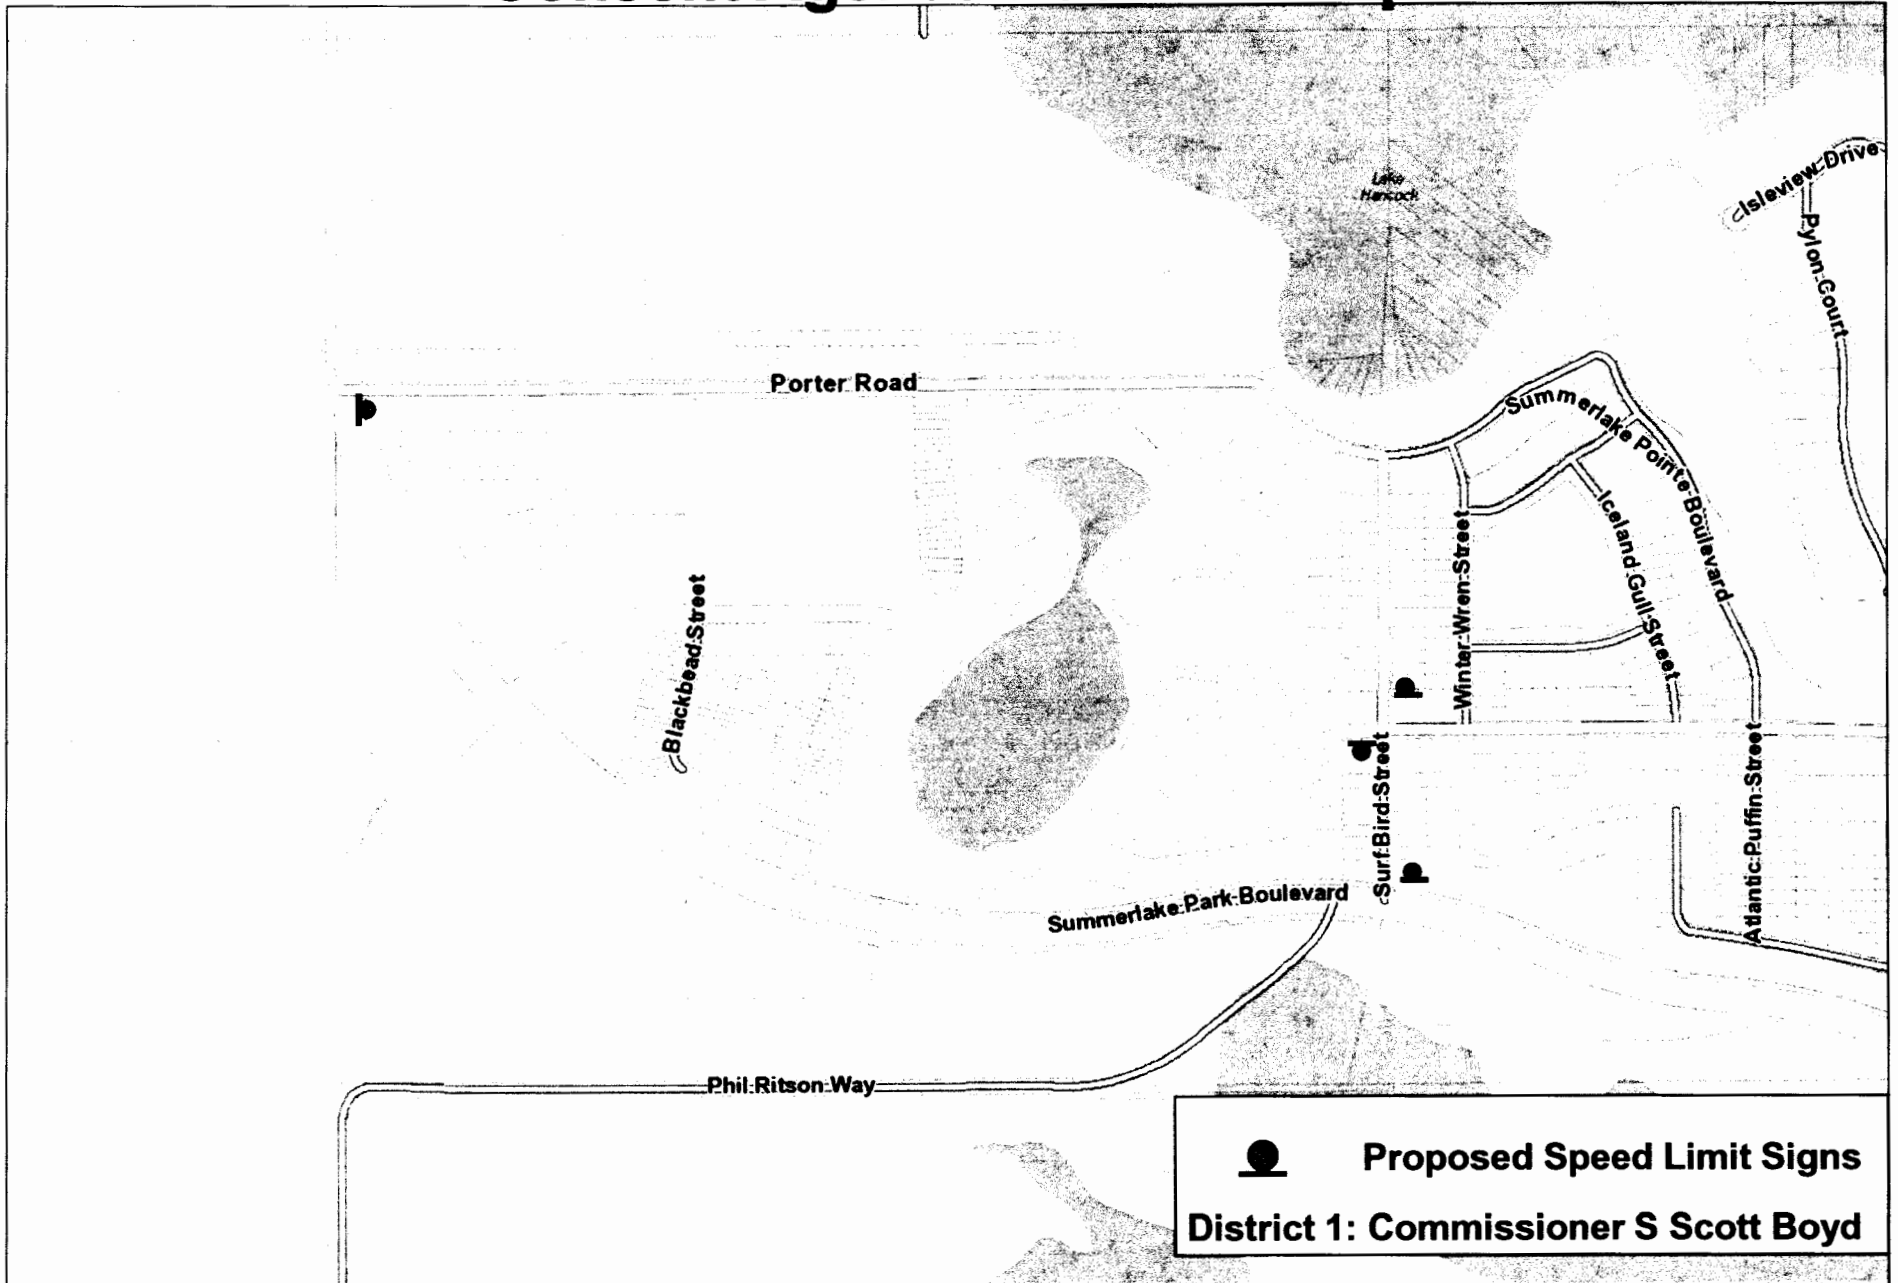 Lake
Hancock
Isleview Drive
Pylon Court
Porter Road
Summerlake Pointe Boulevard
Iceland Gull Street
Winter Wren Street
Blackbead Street
Surf Bird Street
Atlantic Puffin Street
Summerlake Park Boulevard
Phil Ritson Way
Proposed Speed Limit Signs
District 1: Commissioner S Scott Boyd